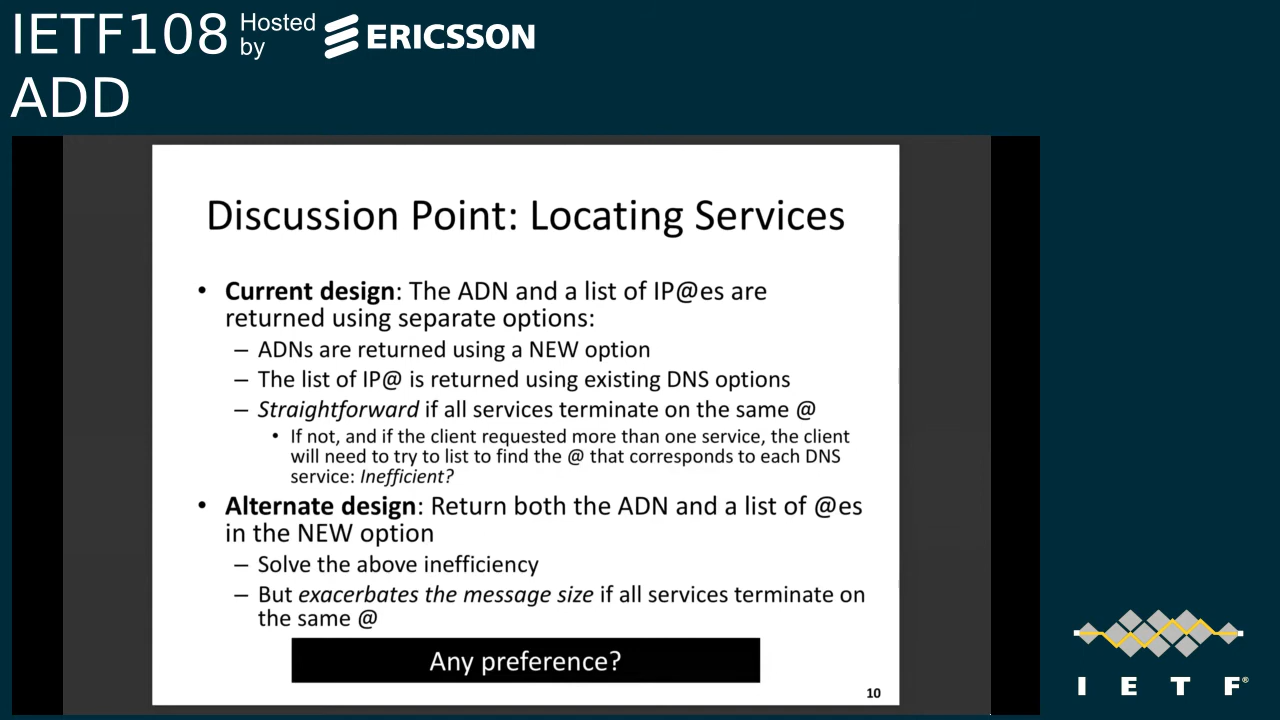 IETF108 Hosted by ERICSSON
ADD
Discussion Point: Locating Services
• Current design: The ADN and a list of IP@es are
returned using separate options:
– ADNs are returned using a NEW option
– The list of IP@ is returned using existing DNS options
– Straightforward if all services terminate on the same @
• If not, and if the client requested more than one service, the client
will need to try to list to find the @ that corresponds to each DNS
service: Inefficient?
• Alternate design: Return both the ADN and a list of @es
in the NEW option
– Solve the above inefficiency
– But exacerbates the message size if all services terminate on
the same @
Any preference?
10
I E T F®